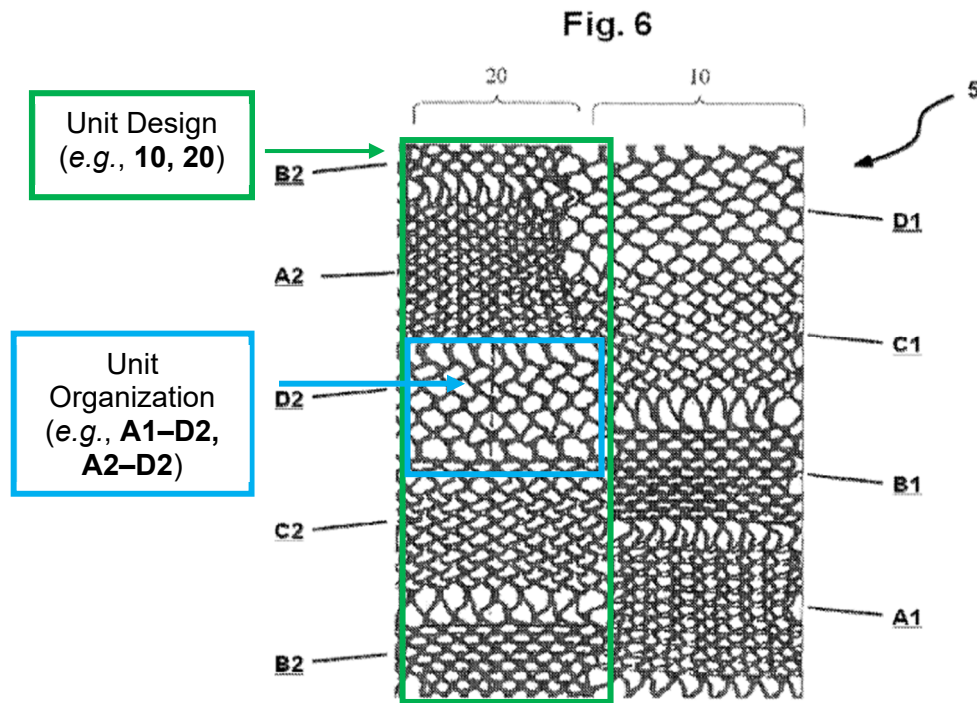 Fig. 6
20
10
5
Unit Design
(e.g., 10, 20)
B2
D1
A2
C1
Unit
Organization
(e.g., A1–D2,
A2–D2)
D2
B1
C2
A1
B2